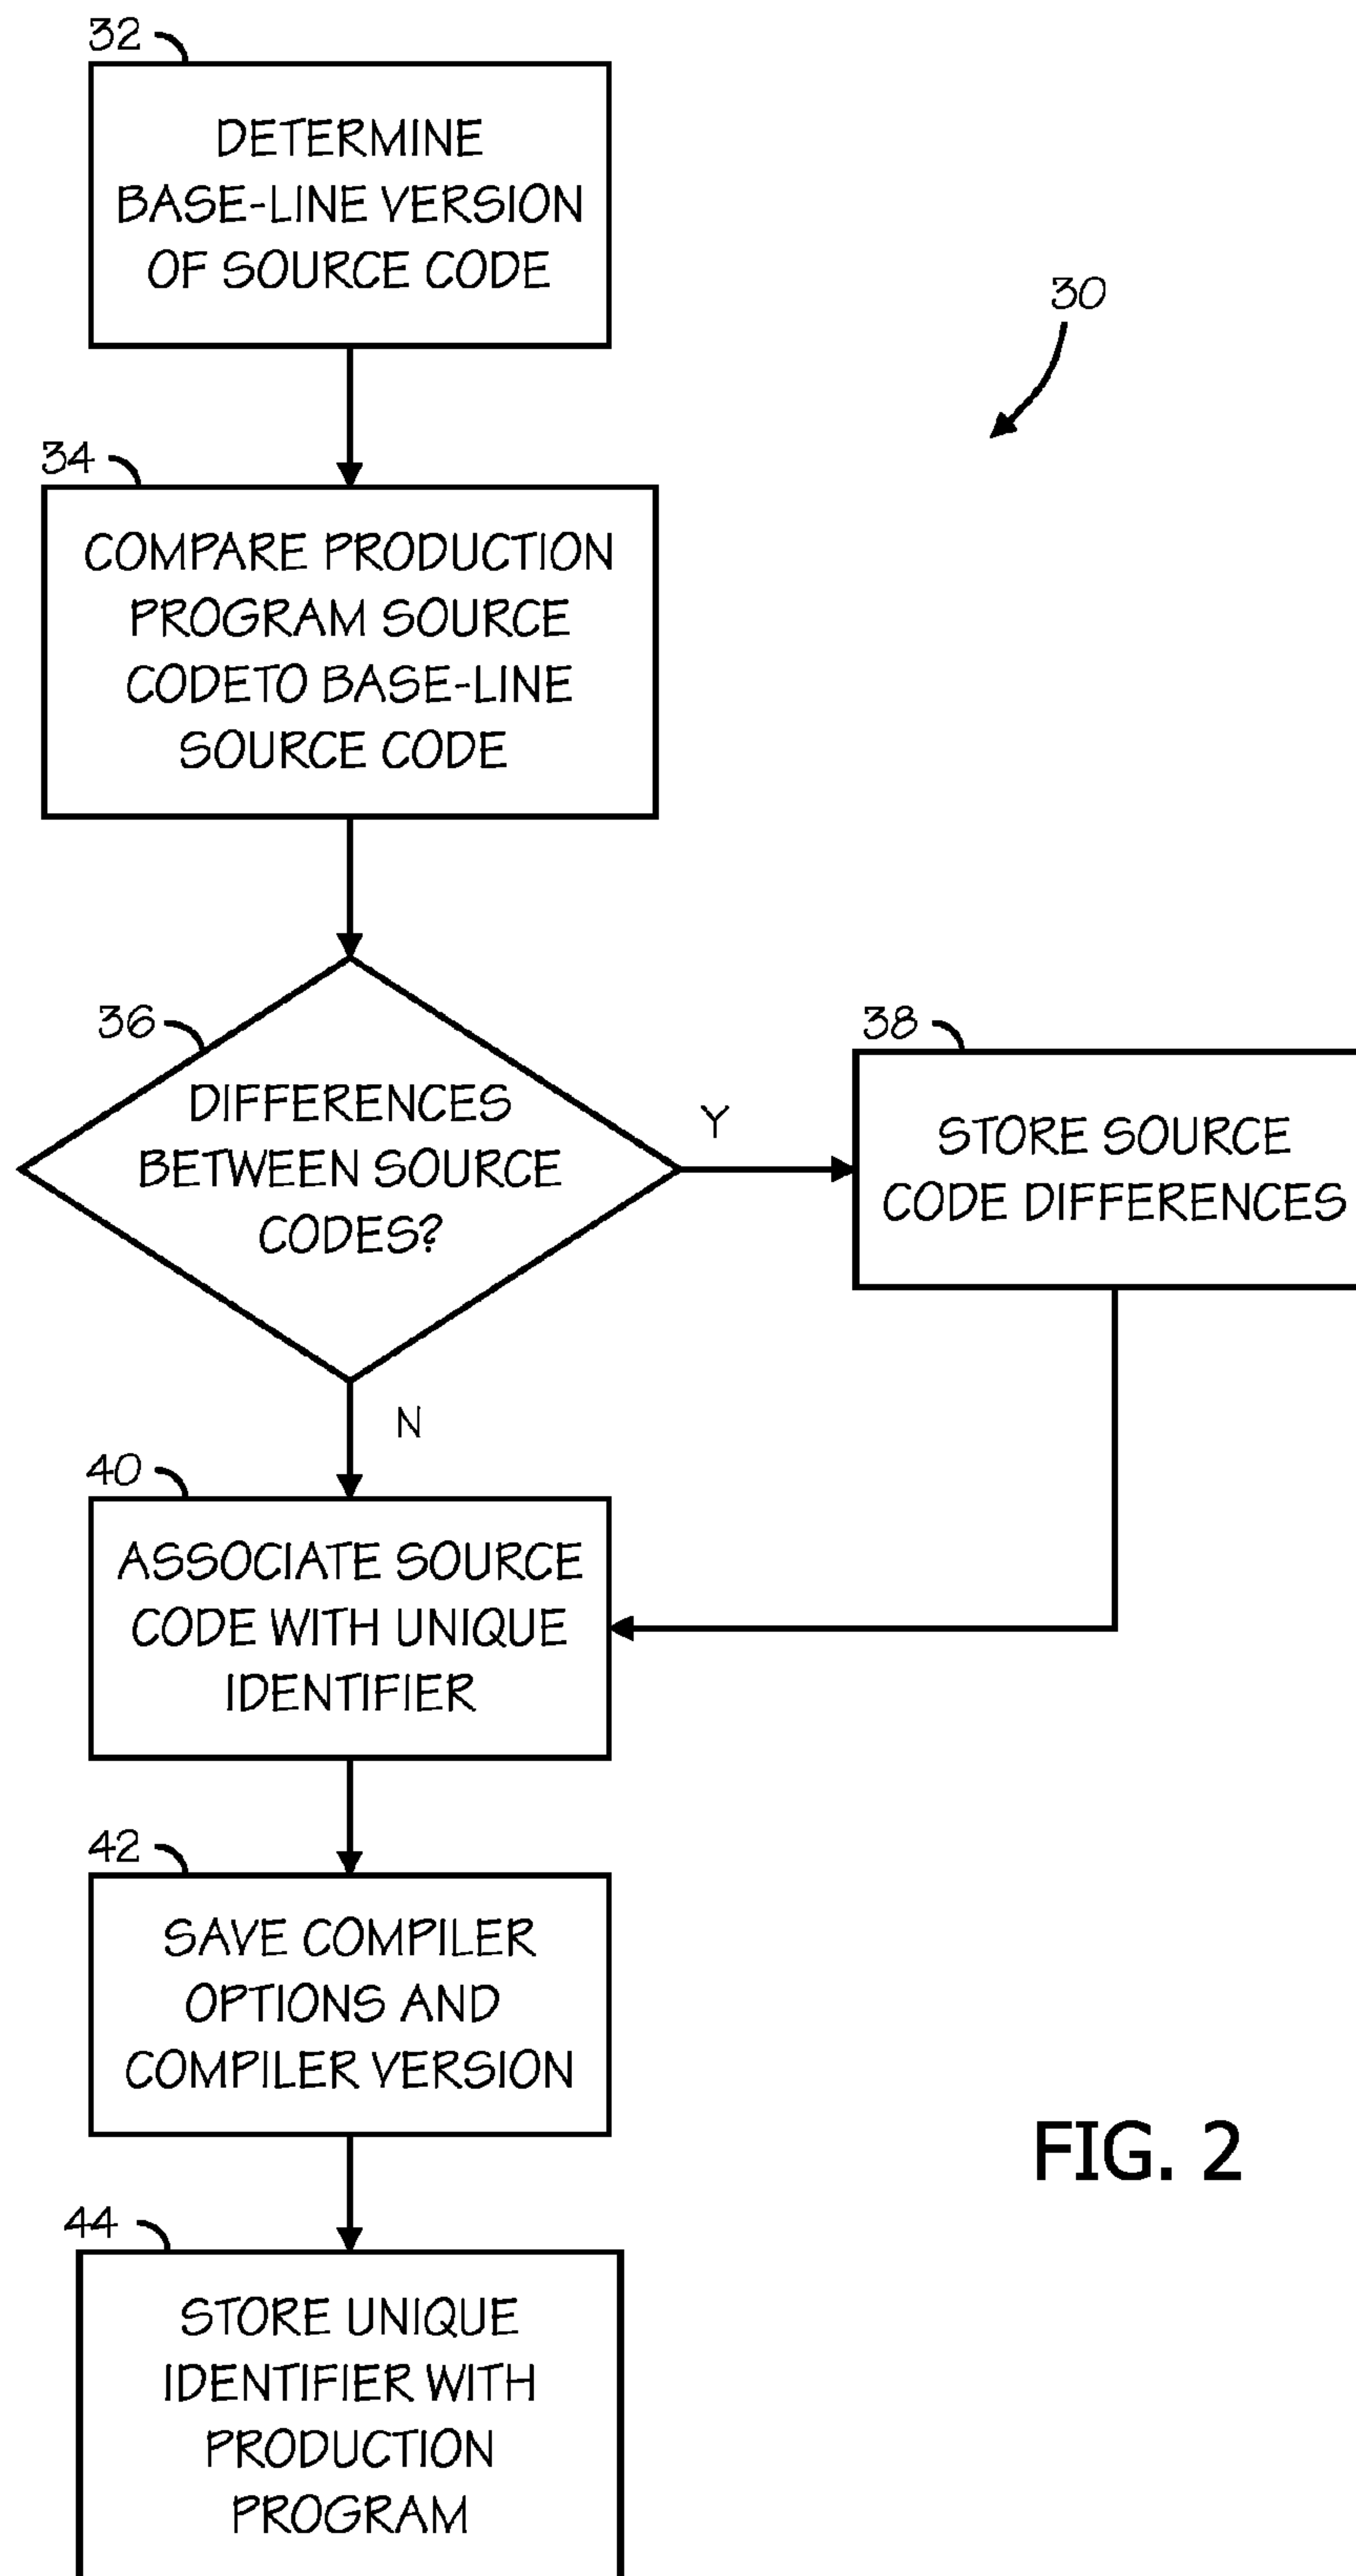 32
DETERMINE
BASE-LINE VERSION
OF SOURCE CODE
30
34
COMPARE PRODUCTION
PROGRAM SOURCE
CODETO BASE-LINE
SOURCE CODE
36
DIFFERENCES
BETWEEN SOURCE
CODES?
Y
38
STORE SOURCE
CODE DIFFERENCES
N
40
ASSOCIATE SOURCE
CODE WITH UNIQUE
IDENTIFIER
42
SAVE COMPILER
OPTIONS AND
COMPILER VERSION
FIG. 2
44
STORE UNIQUE
IDENTIFIER WITH
PRODUCTION
PROGRAM